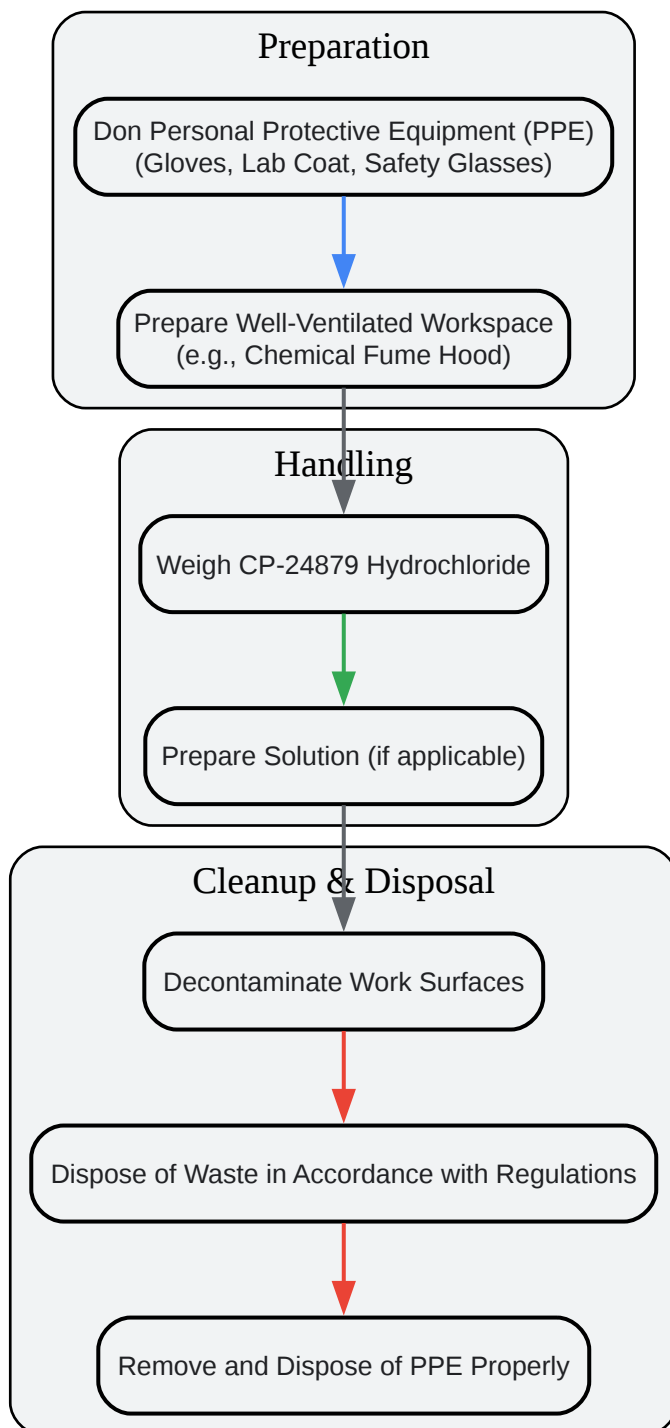 Preparation
Don Personal Protective Equipment (PPE)
(Gloves, Lab Coat, Safety Glasses)
Prepare Well-Ventilated Workspace
(e.g., Chemical Fume Hood)
Handling
Weigh CP-24879 Hydrochloride
Prepare Solution (if applicable)
Cleanup & Disposal
Decontaminate Work Surfaces
Dispose of Waste in Accordance with Regulations
Remove and Dispose of PPE Properly